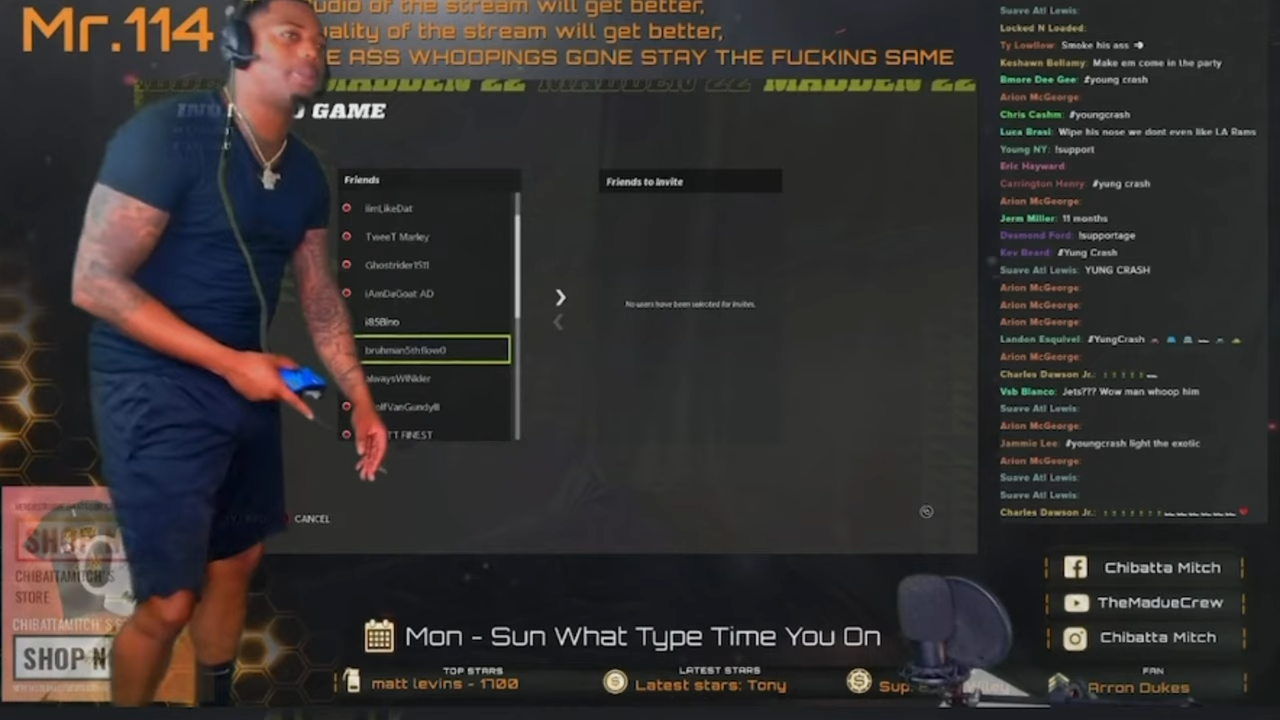 Mr.114
udio of the stream will get better,
uality of the stream will get better,
E ASS WHOOPINGS GONE STAY THE FUCKING SAME
MADDEN 22 MADDEN 22 MADDEN 22
GAME
Friends
Friends to Invite
iimLikeDat
TweeT Marley
Ghostrider1511
iAmDaGoat AD
i85Bino
bruhman5thflow0
alwaysWINkler
olfVanGundyIII
TT FINEST
No users have been selected for invites.
CANCEL
Suave Atl Lewis:
Locked N Loaded:
Ty Lowflow: Smoke his ass
Keshawn Bellamy: Make em come in the party
Bmore Dee Gee: #young crash
Arion McGeorge:
Chris Cashm: #youngcrash
Luca Brasi: Wipe his nose we dont even like LA Rams
Young NY: !support
Eric Hayward:
Carrington Henry: #yung crash
Arion McGeorge:
Jerm Miller: 11 months
Desmond Ford: !supportage
Kev Beard: #Yung Crash
Suave Atl Lewis: YUNG CRASH
Arion McGeorge:
Arion McGeorge:
Arion McGeorge:
Landon Esquivel: #YungCrash
Arion McGeorge:
Charles Dawson Jr.:
Vsb Blanco: Jets??? Wow man whoop him
Suave Atl Lewis:
Arion McGeorge:
Jammie Lee: #youngcrash light the exotic
Arion McGeorge:
Suave Atl Lewis:
Suave Atl Lewis:
Charles Dawson Jr.:
SHOP N
CHIBATTAMITCH'S
STORE
CHIBATTAMITCH'S S
SHOP N
Chibatta Mitch
TheMadueCrew
Chibatta Mitch
Mon - Sun What Type Time You On
TOP STARS
matt levins - 1700
LATEST STARS
Latest stars: Tony
Sup.
FAN
Arron Dukes